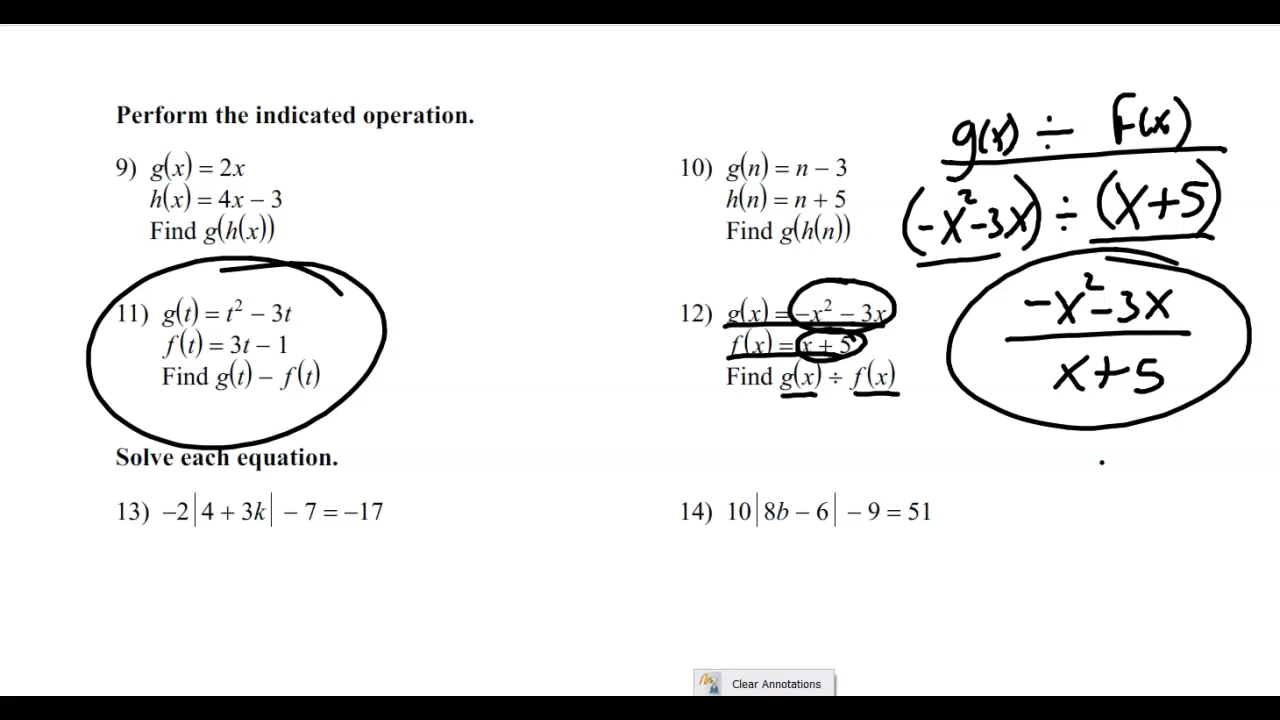 Perform the indicated operation.
9) g(x) = 2x
h(x) = 4x − 3
Find g(h(x))
10) g(n) = n − 3
h(n) = n + 5
Find g(h(n))
11) g(t) = t² − 3t
f(t) = 3t − 1
Find g(t) − f(t)
12) g(x) = −x² − 3x
f(x) = x + 5
Find g(x) ÷ f(x)
g(x) ÷ F(x)
(-x²-3x) ÷ (x+5)
-x²-3x
x+5
Solve each equation.
13) −2|4 + 3k| − 7 = −17
14) 10|8b − 6| − 9 = 51
Clear Annotations